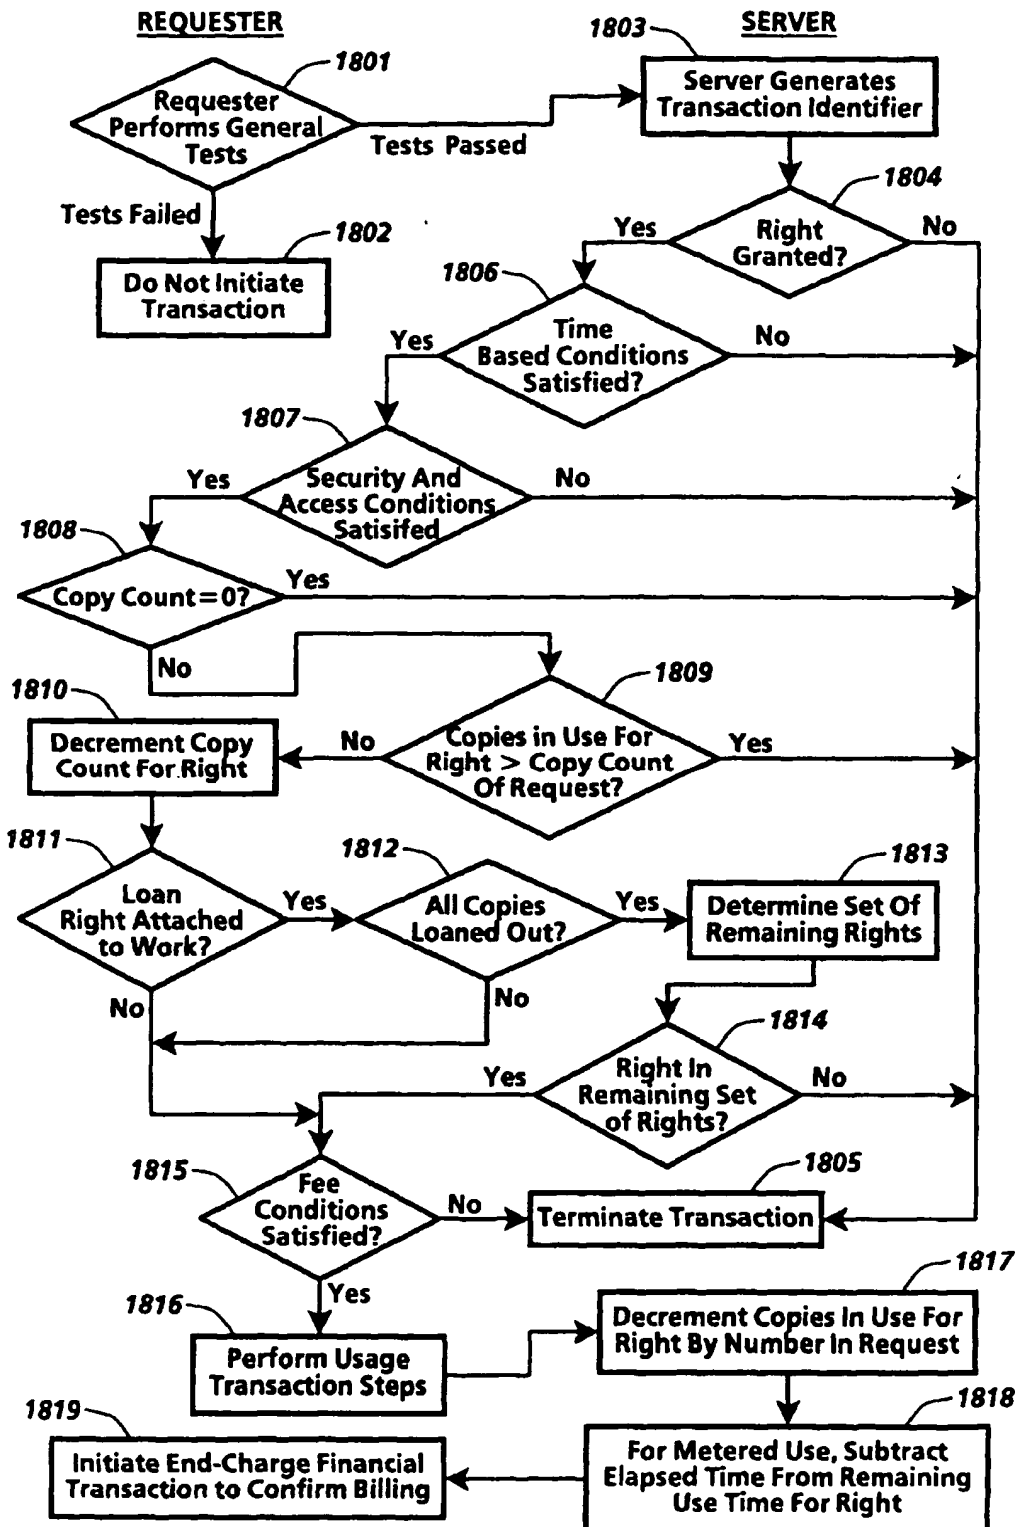 REQUESTER
SERVER
1801
1803
Requester
Performs General
Tests
Server Generates
Transaction Identifier
Tests Passed
Tests Failed
1802
Do Not Initiate
Transaction
1804
Right
Granted?
Yes
No
1806
Time
Based Conditions
Satisfied?
Yes
No
1807
Security And
Access Conditions
Satisifed
Yes
No
1808
Copy Count=0?
Yes
No
1809
Copies in Use For
Right > Copy Count
Of Request?
No
Yes
1810
Decrement Copy
Count For Right
1811
Loan
Right Attached
to Work?
Yes
No
1812
All Copies
Loaned Out?
Yes
No
1813
Determine Set Of
Remaining Rights
1814
Right In
Remaining Set
of Rights?
Yes
No
1815
Fee
Conditions
Satisfied?
No
Yes
1805
Terminate Transaction
1816
Perform Usage
Transaction Steps
1817
Decrement Copies In Use For
Right By Number In Request
1818
For Metered Use, Subtract
Elapsed Time From Remaining
Use Time For Right
1819
Initiate End-Charge Financial
Transaction to Confirm Billing